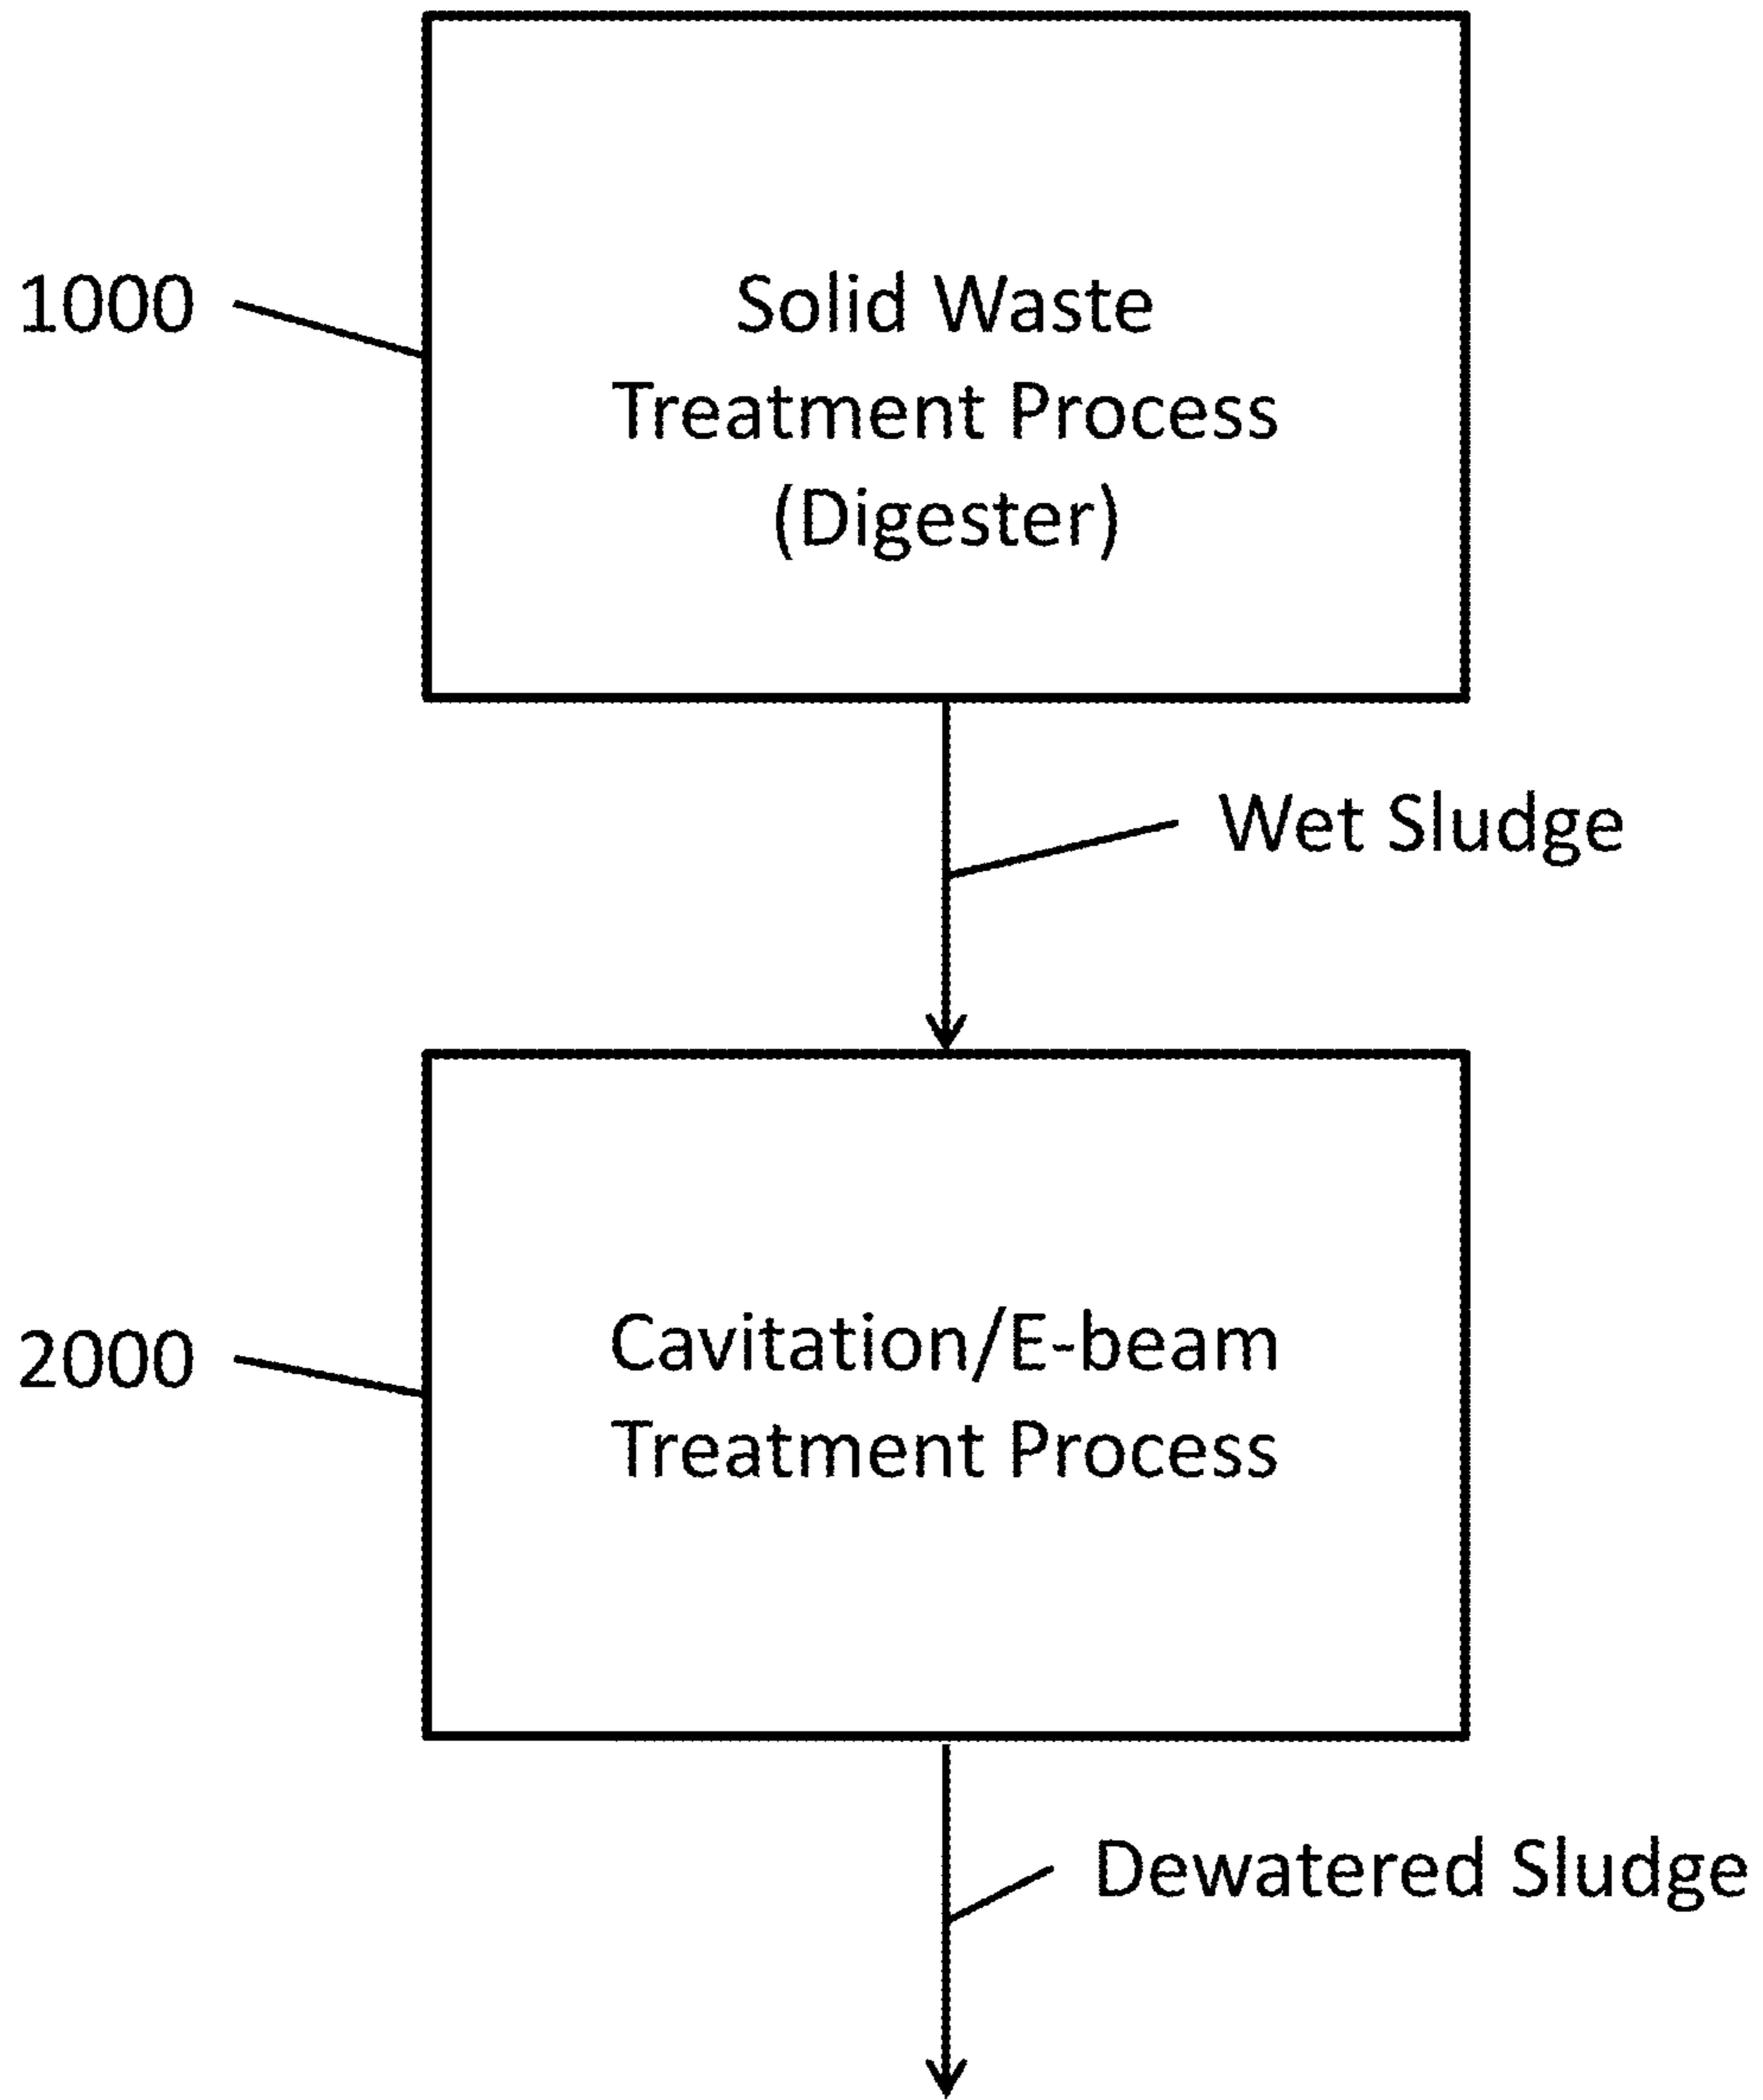 1000
Solid Waste
Treatment Process
(Digester)
Wet Sludge
2000
Cavitation/E-beam
Treatment Process
Dewatered Sludge